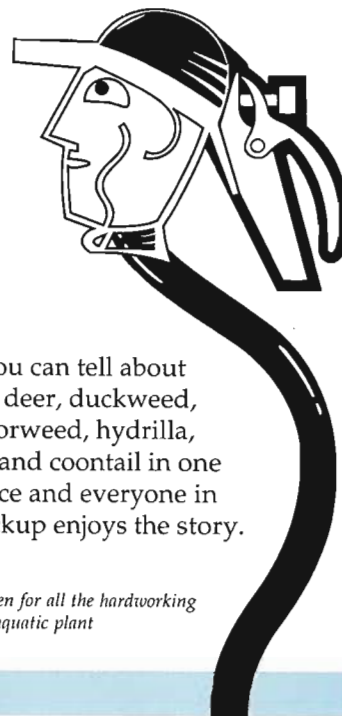 ou can tell about
deer, duckweed,
orweed, hydrilla,
and coontail in one
ce and everyone in
kup enjoys the story.
en for all the hardworking
quatic plant